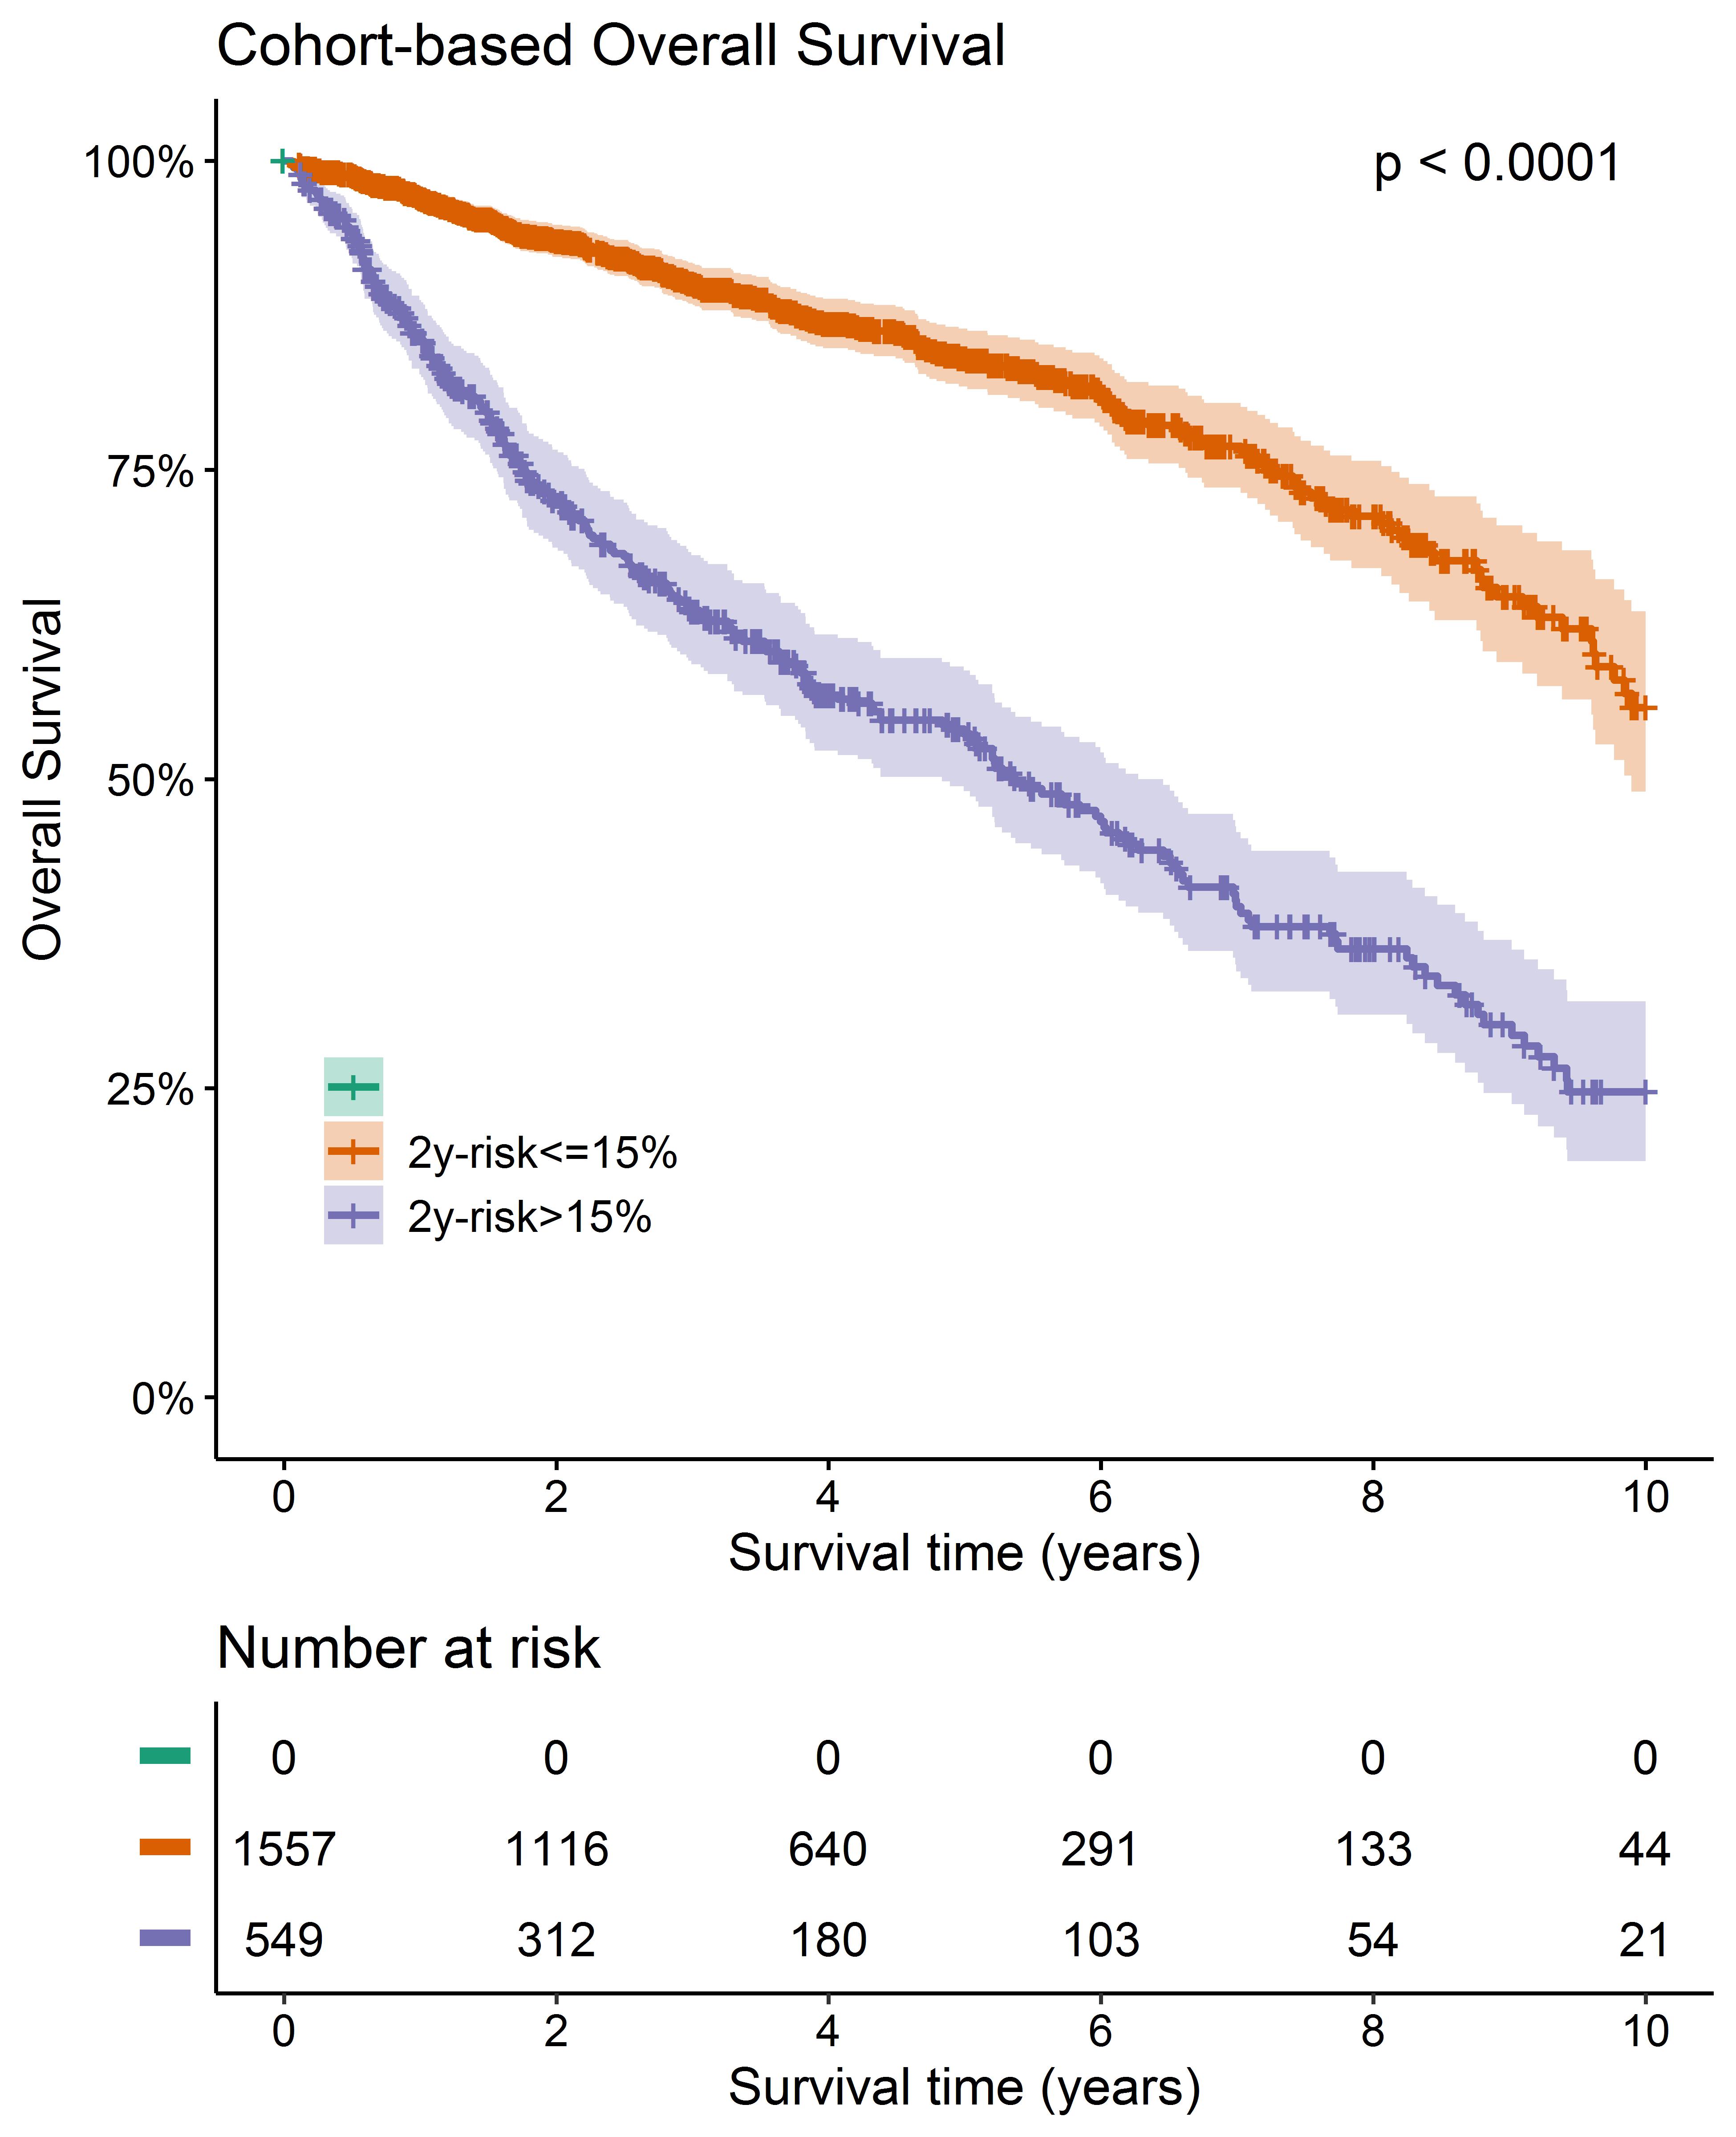 Cohort-based Overall Survival
p < 0.0001
100%
75%
50%
25%
0%
Overall Survival
2y-risk<=15%
2y-risk>15%
0 2 4 6 8 10
Survival time (years)
Number at risk
0 0 0 0 0 0
1557 1116 640 291 133 44
549 312 180 103 54 21
0 2 4 6 8 10
Survival time (years)